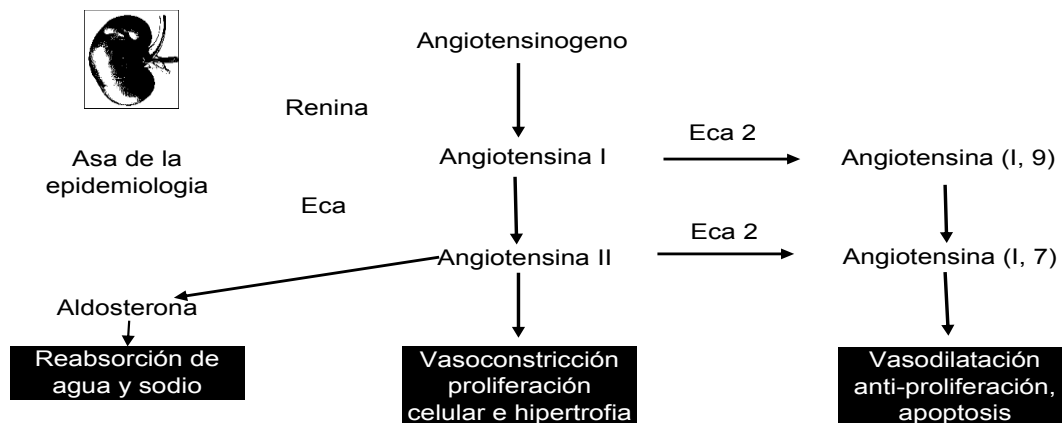 Angiotensinogeno
Renina
Asa de la
epidemiologia
Angiotensina I
Eca 2
Angiotensina (I, 9)
Eca
Angiotensina II
Eca 2
Angiotensina (I, 7)
Aldosterona
Reabsorción de
agua y sodio
Vasoconstricción
proliferación
celular e hipertrofia
Vasodilatación
anti-proliferación,
apoptosis